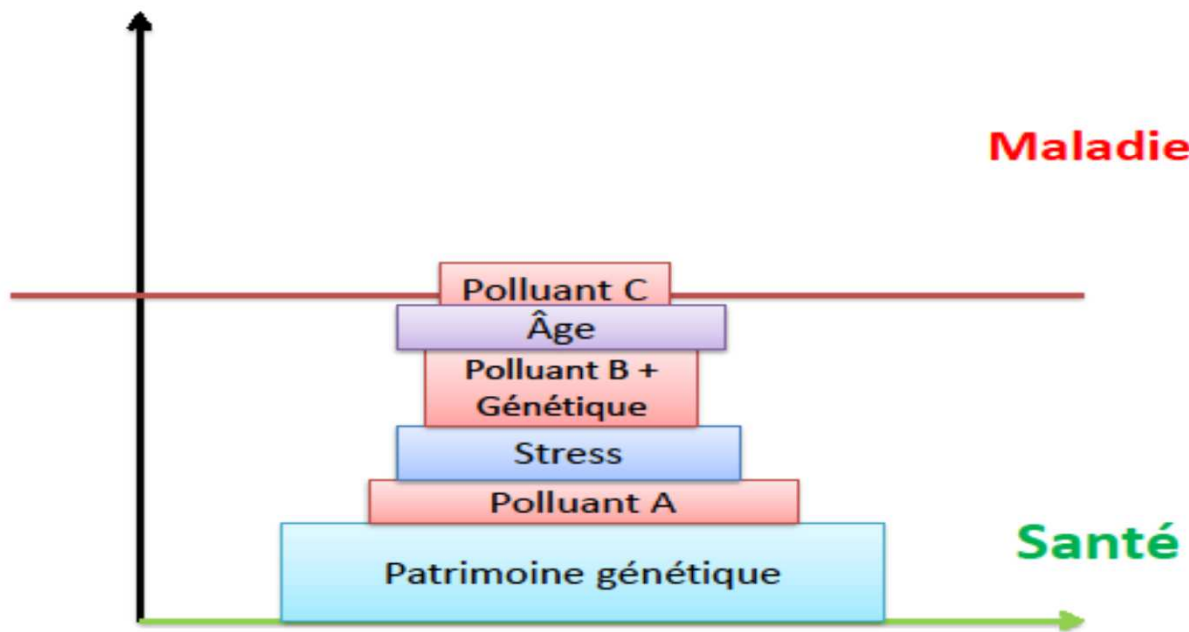 Maladie
Polluant C
Âge
Polluant B +
Génétique
Stress
Polluant A
Santé
Patrimoine génétique